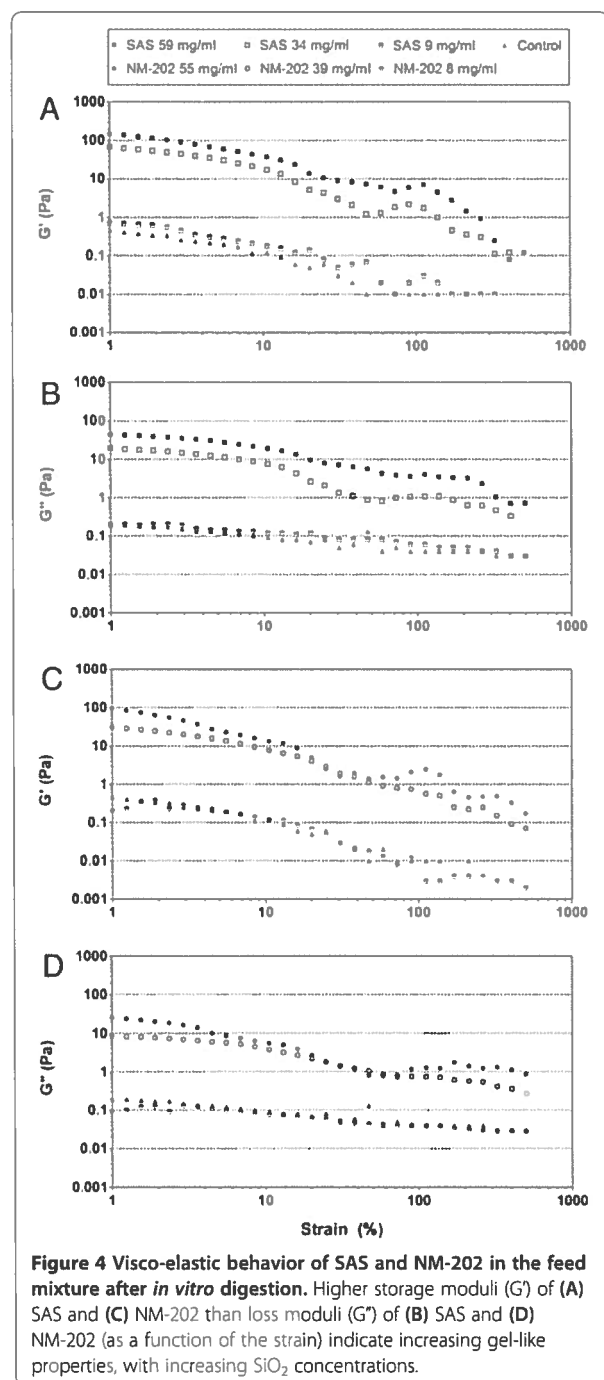 SAS 59 mg/ml SAS 34 mg/ml SAS 9 mg/ml Control
NM-202 55 mg/ml NM-202 39 mg/ml NM-202 8 mg/ml
A
1000
100
10
1
0.1
0.01
0.001
G' (Pa)
1 10 100 1000
B
1000
100
10
1
0.1
0.01
0.001
G'' (Pa)
1 10 100 1000
C
1000
100
10
1
0.1
0.01
0.001
G' (Pa)
1 10 100 1000
D
1000
100
10
1
0.1
0.01
0.001
G'' (Pa)
1 10 100 1000
Strain (%)
Figure 4 Visco-elastic behavior of SAS and NM-202 in the feed
mixture after in vitro digestion. Higher storage moduli (G') of (A)
SAS and (C) NM-202 than loss moduli (G'') of (B) SAS and (D)
NM-202 (as a function of the strain) indicate increasing gel-like
properties, with increasing SiO₂ concentrations.